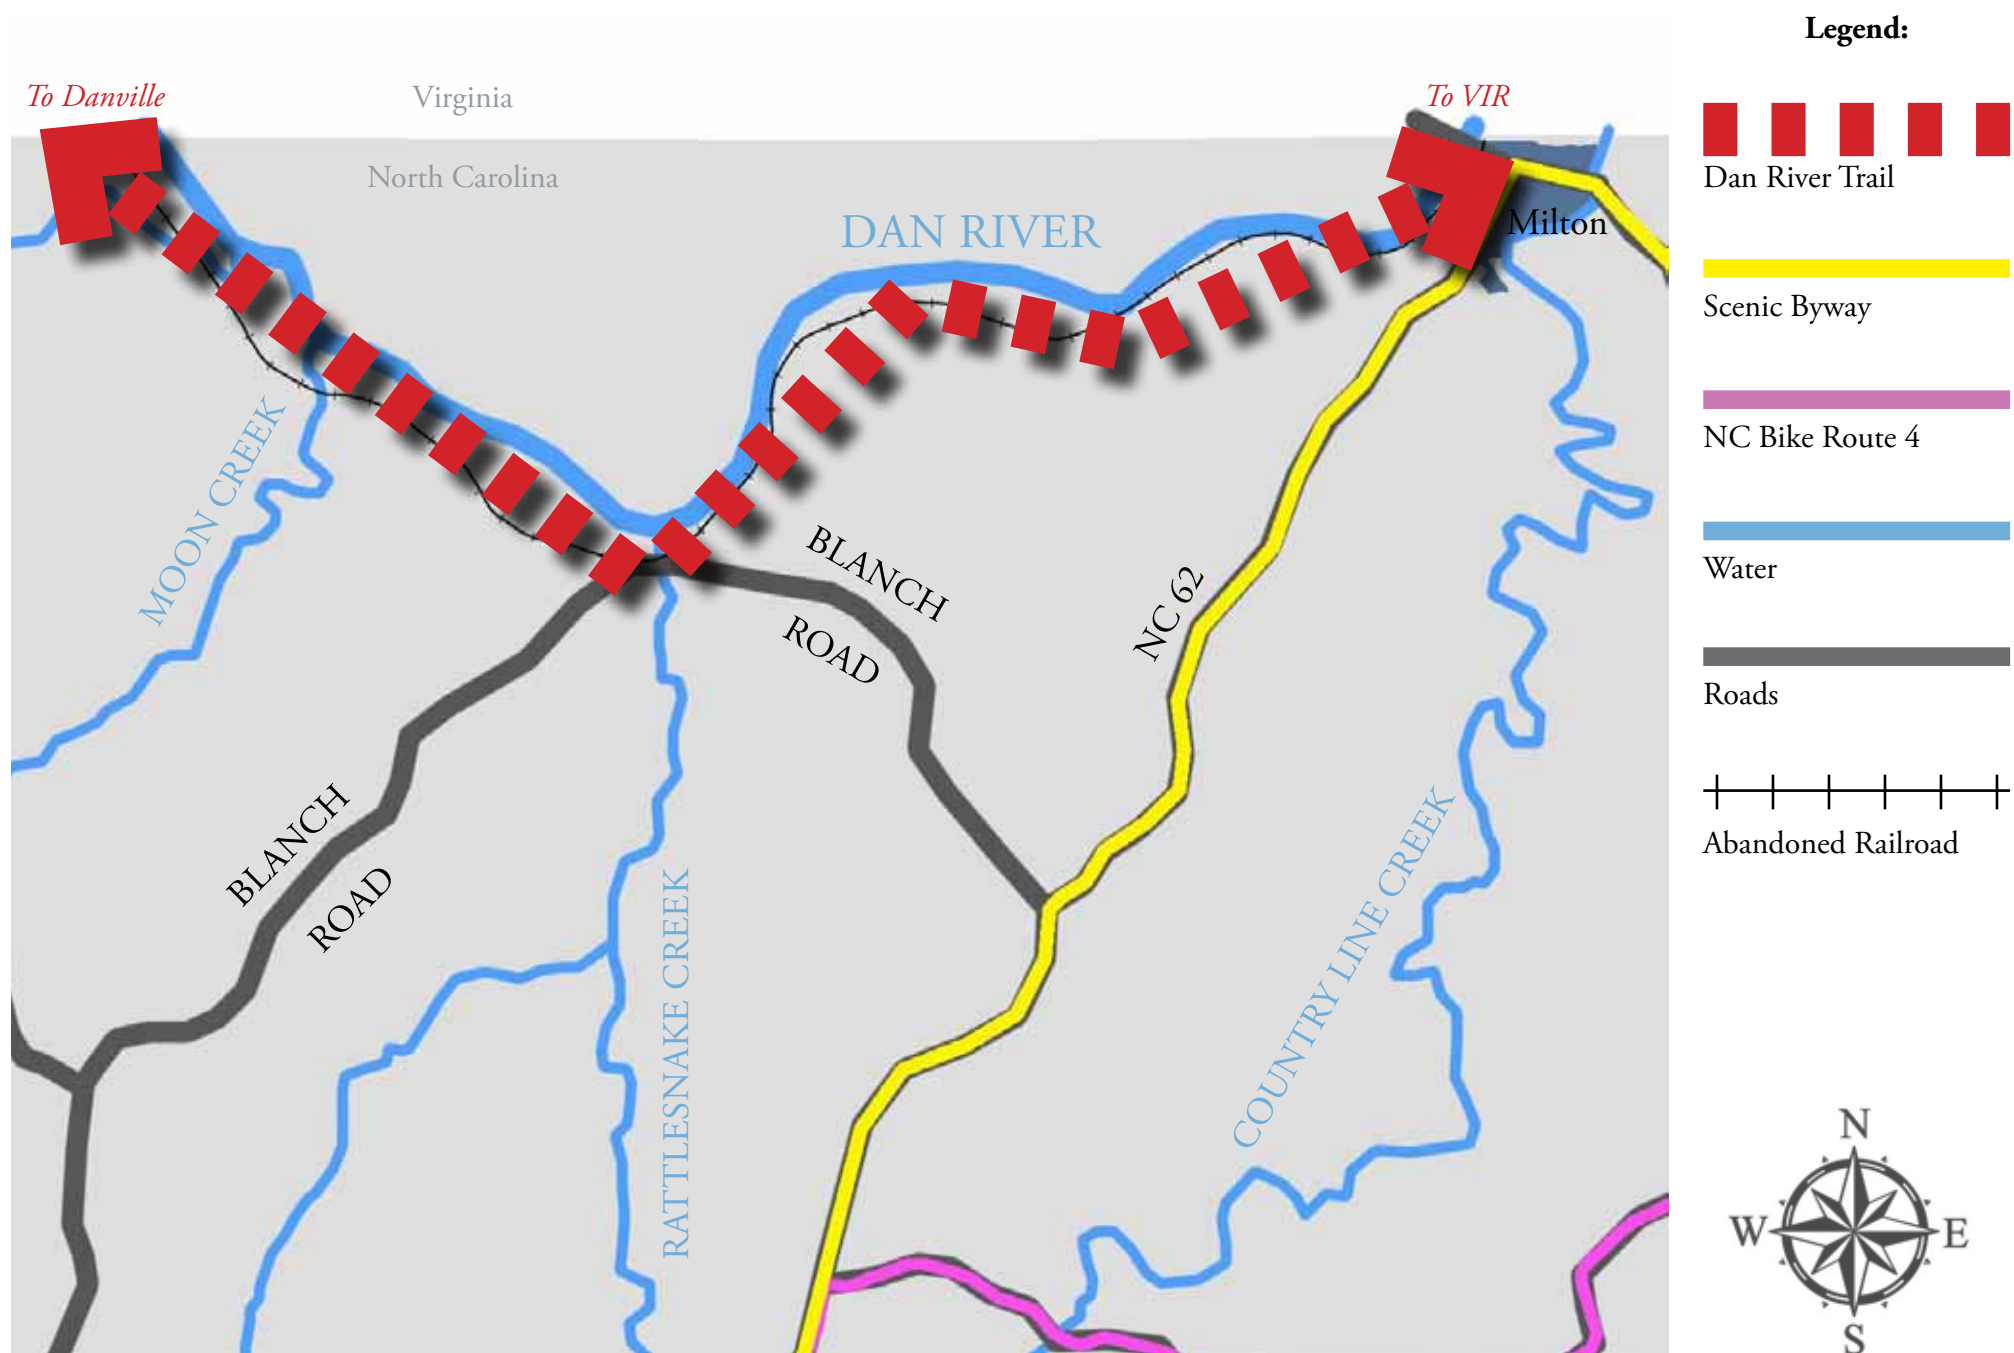 Legend:
To Danville
Virginia
To VIR
North Carolina
Dan River Trail
DAN RIVER
Milton
Scenic Byway
NC Bike Route 4
MOON CREEK
BLANCH
ROAD
NC 62
Water
Roads
BLANCH
ROAD
Abandoned Railroad
RATTLESNAKE CREEK
COUNTRY LINE CREEK
N
W
E
S